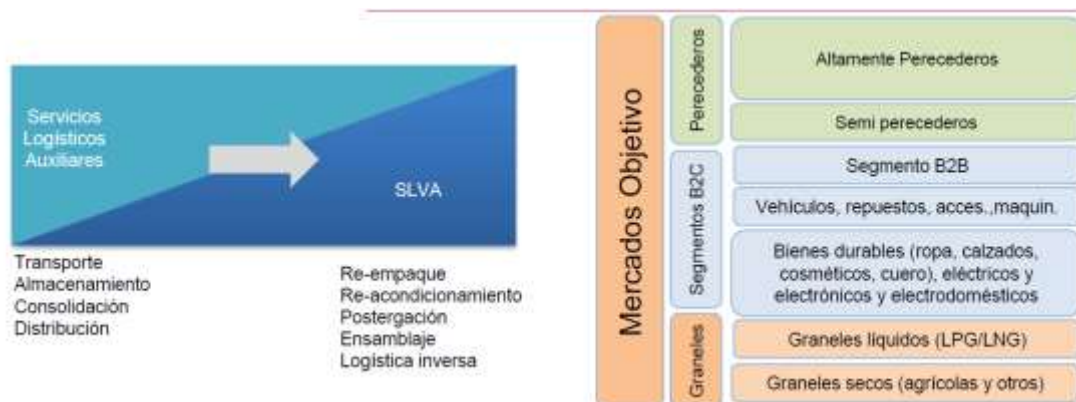 Servicios
Logísticos
Auxiliares
SLVA
Transporte
Almacenamiento
Consolidación
Distribución
Re-empaque
Re-acondicionamiento
Postergación
Ensamblaje
Logística inversa
Mercados Objetivo
Perecederos
Altamente Perecederos
Semi perecederos
Segmentos B2C
Segmento B2B
Vehículos, repuestos, acces.,maquin.
Bienes durables (ropa, calzados,
cosméticos, cuero), eléctricos y
electrónicos y electrodomésticos
Graneles
Graneles líquidos (LPG/LNG)
Graneles secos (agrícolas y otros)